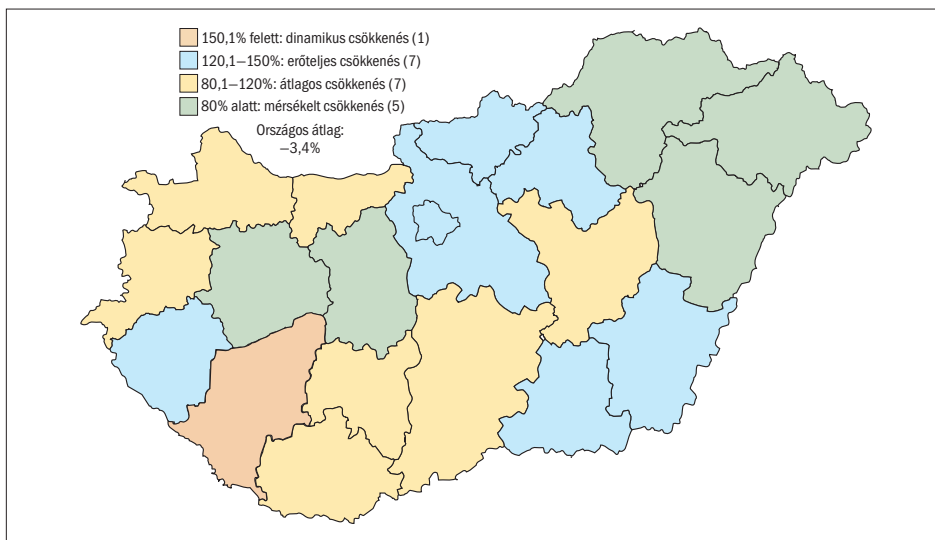 150,1% felett: dinamikus csökkenés (1)
120,1–150%: erőteljes csökkenés (7)
80,1–120%: átlagos csökkenés (7)
80% alatt: mérsékelt csökkenés (5)
Országos átlag:
–3,4%